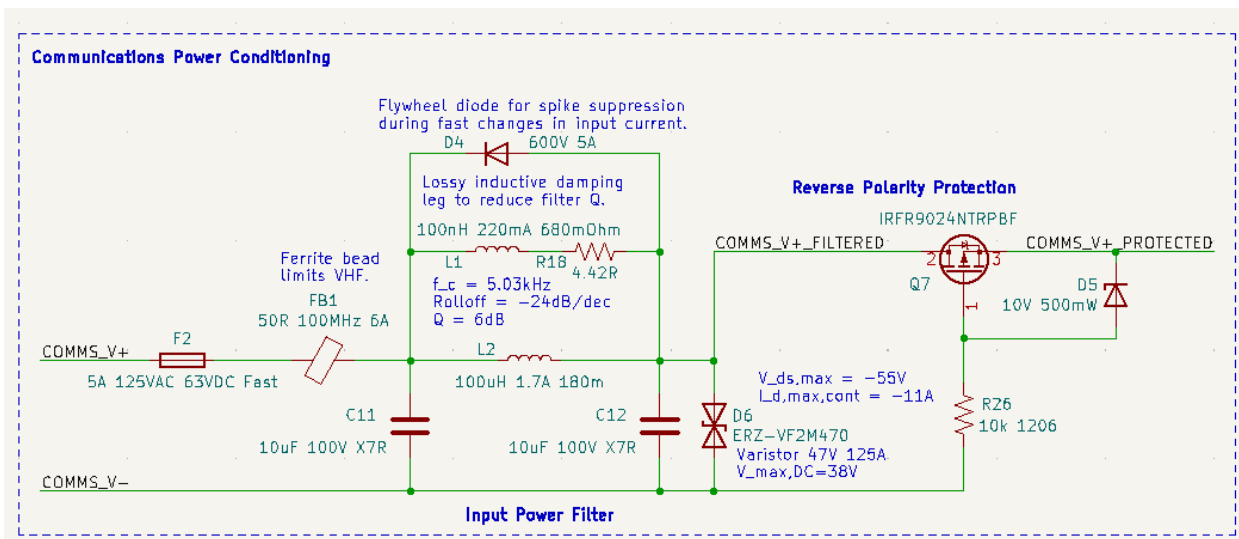 Communications Power Conditioning
Flywheel diode for spike suppression
during fast changes in input current.
D4
600V 5A
Lossy inductive damping
leg to reduce filter Q.
100nH 220mA 680mOhm
L1
R18
4.42R
f_c = 5.03kHz
Rolloff = -24dB/dec
Q = 6dB
Ferrite bead
limits VHF.
FB1
50R 100MHz 6A
F2
COMMS_V+
5A 125VAC 63VDC Fast
L2
100uH 1.7A 180m
C11
10uF 100V X7R
C12
10uF 100V X7R
D6
ERZ-VF2M470
Varistor 47V 125A
V_max,DC=38V
COMMS_V-
Input Power Filter
Reverse Polarity Protection
IRFR9024NTRPBF
COMMS_V+_FILTERED
COMMS_V+_PROTECTED
2
3
Q7
1
D5
10V 500mW
V_ds,max = -55V
I_d,max,cont = -11A
R26
10k 1206